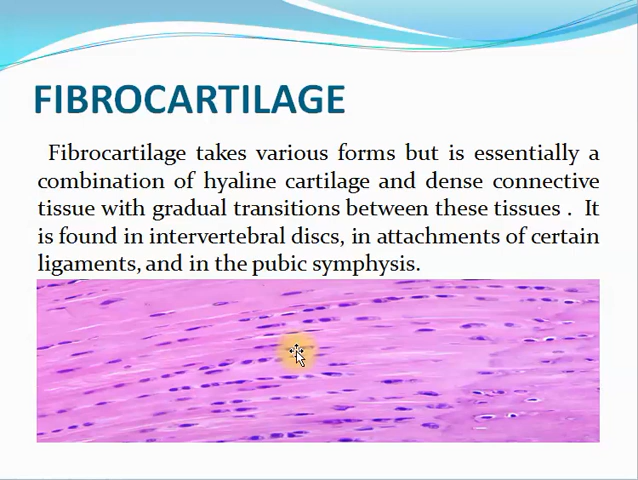 FIBROCARTILAGE
Fibrocartilage takes various forms but is essentially a
combination of hyaline cartilage and dense connective
tissue with gradual transitions between these tissues . It
is found in intervertebral discs, in attachments of certain
ligaments, and in the pubic symphysis.